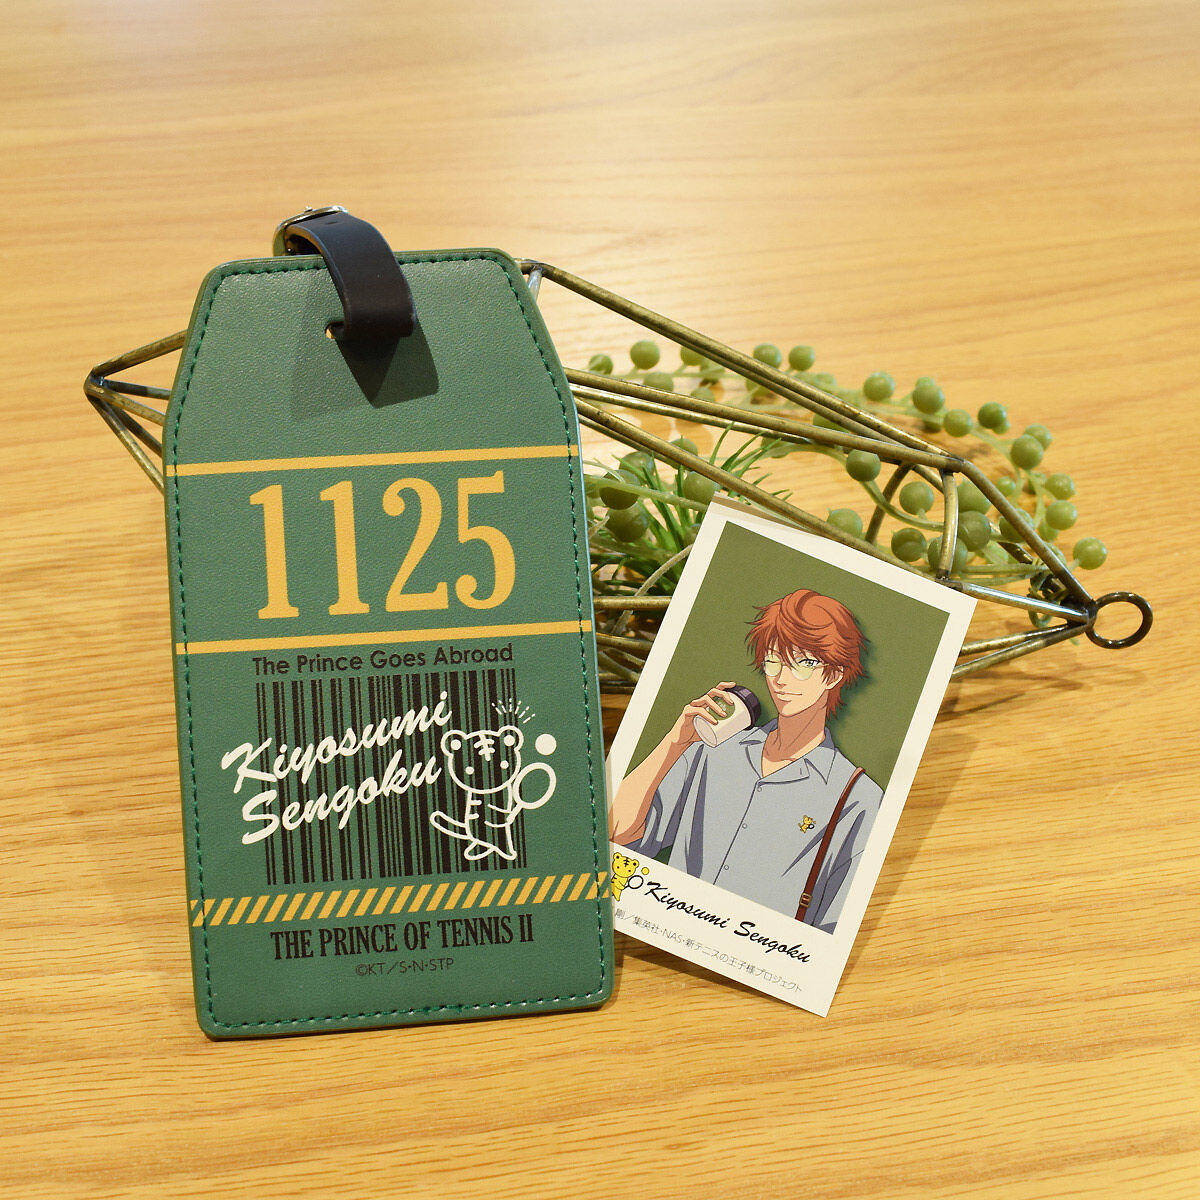 1125
The Prince Goes Abroad
Kiyosumi
Sengoku
THE PRINCE OF TENNIS II
©KT/S·N·STP
Kiyosumi Sengoku
剛/集英社・NAS・新テニスの王子様プロジェクト